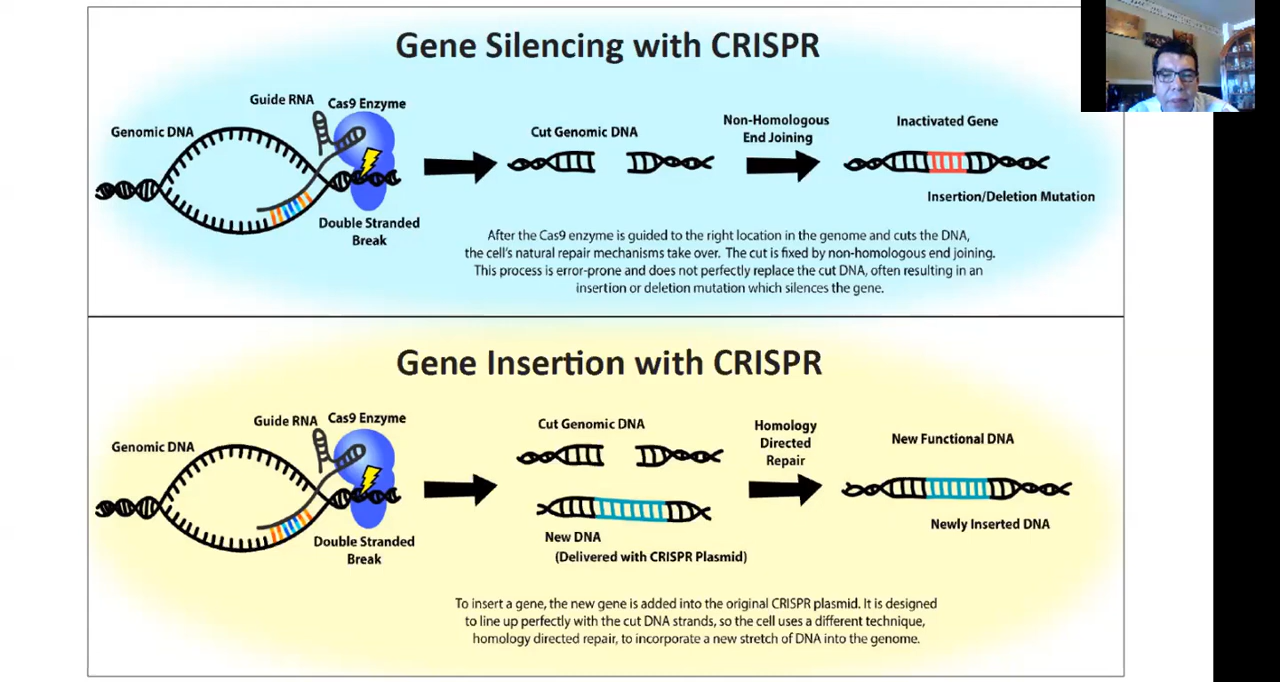 Gene Silencing with CRISPR
Guide RNA
Cas9 Enzyme
Genomic DNA
Double Stranded
Break
Cut Genomic DNA
Non-Homologous
End Joining
Inactivated Gene
Insertion/Deletion Mutation
After the Cas9 enzyme is guided to the right location in the genome and cuts the DNA,
the cell's natural repair mechanisms take over. The cut is fixed by non-homologous end joining.
This process is error-prone and does not perfectly replace the cut DNA, often resulting in an
insertion or deletion mutation which silences the gene.
Gene Insertion with CRISPR
Guide RNA
Cas9 Enzyme
Genomic DNA
Double Stranded
Break
Cut Genomic DNA
New DNA
(Delivered with CRISPR Plasmid)
Homology
Directed
Repair
New Functional DNA
Newly Inserted DNA
To insert a gene, the new gene is added into the original CRISPR plasmid. It is designed
to line up perfectly with the cut DNA strands, so the cell uses a different technique,
homology directed repair, to incorporate a new stretch of DNA into the genome.